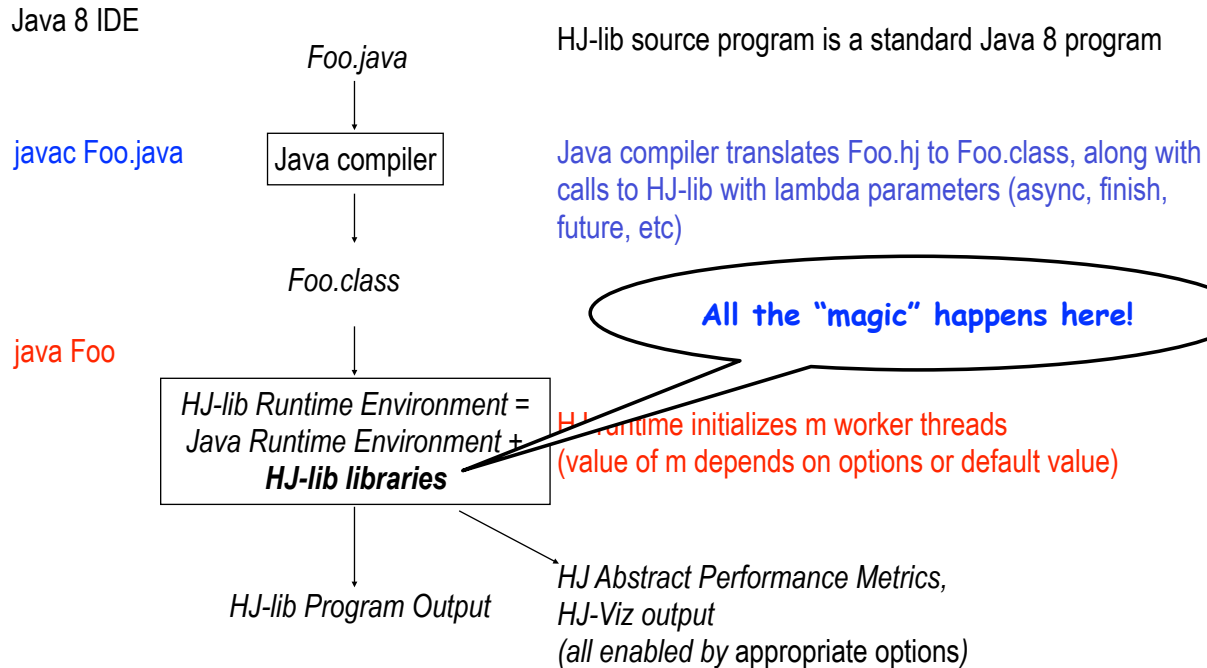 Java 8 IDE
HJ-lib source program is a standard Java 8 program
Foo.java
javac Foo.java
Java compiler
Java compiler translates Foo.hj to Foo.class, along with
calls to HJ-lib with lambda parameters (async, finish,
future, etc)
Foo.class
All the “magic” happens here!
java Foo
HJ-lib Runtime Environment =
Java Runtime Environment +
HJ-lib libraries
HJ runtime initializes m worker threads
(value of m depends on options or default value)
HJ-lib Program Output
HJ Abstract Performance Metrics,
HJ-Viz output
(all enabled by appropriate options)